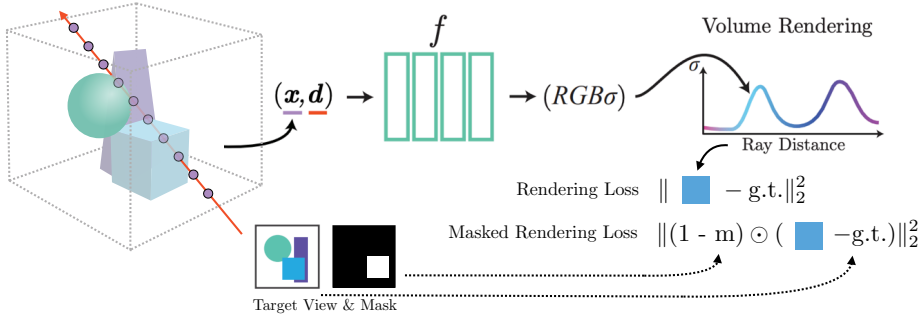 f
Volume Rendering
(x,d)
(RGBσ)
σ
Ray Distance
Rendering Loss
‖ − g.t.‖₂²
Masked Rendering Loss
‖(1 - m) ⊙ ( −g.t.)‖₂²
Target View & Mask